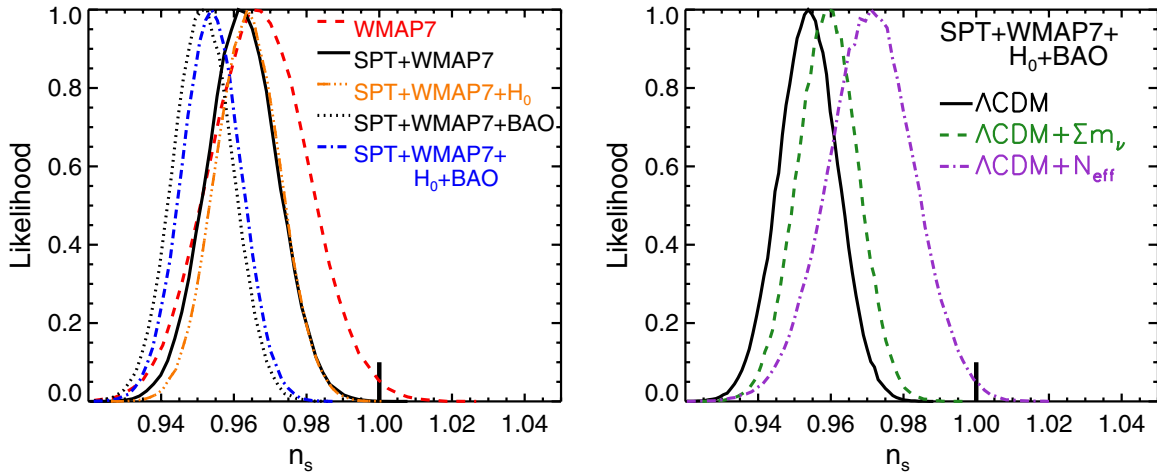 WMAP7
SPT+WMAP7
SPT+WMAP7+H₀
SPT+WMAP7+BAO
SPT+WMAP7+
H₀+BAO
Likelihood
1.0
0.8
0.6
0.4
0.2
0.0
0.94 0.96 0.98 1.00 1.02 1.04
nₛ
SPT+WMAP7+
H₀+BAO
ΛCDM
ΛCDM+Σm_ν
ΛCDM+N_eff
Likelihood
1.0
0.8
0.6
0.4
0.2
0.0
0.94 0.96 0.98 1.00 1.02 1.04
nₛ